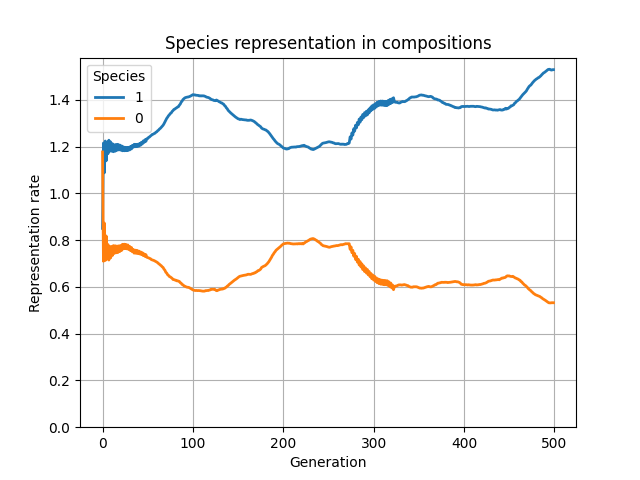 Species representation in compositions
Species
1
0
Representation rate
1.4
1.2
1.0
0.8
0.6
0.4
0.2
0.0
0 100 200 300 400 500
Generation